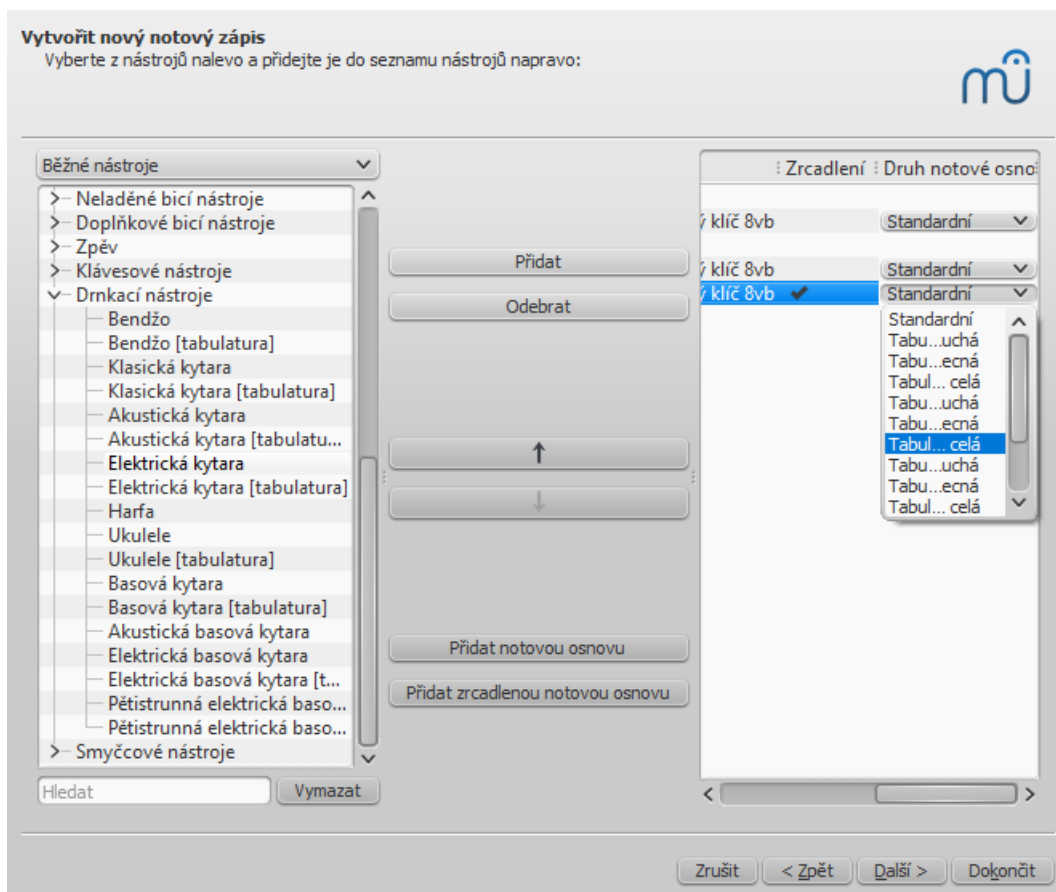 Vytvořit nový notový zápis
Vyberte z nástrojů nalevo a přidejte je do seznamu nástrojů napravo:
mu
Běžné nástroje
Neladěné bicí nástroje
Doplňkové bicí nástroje
Zpěv
Klávesové nástroje
Drnkací nástroje
Bendžo
Bendžo [tabulatura]
Klasická kytara
Klasická kytara [tabulatura]
Akustická kytara
Akustická kytara [tabulatu...
Elektrická kytara
Elektrická kytara [tabulatura]
Harfa
Ukulele
Ukulele [tabulatura]
Basová kytara
Basová kytara [tabulatura]
Akustická basová kytara
Elektrická basová kytara
Elektrická basová kytara [t...
Pětistrunná elektrická baso...
Pětistrunná elektrická baso...
Smyčcové nástroje
Hledat
Vymazat
Přidat
Odebrat
Přidat notovou osnovu
Přidat zrcadlenou notovou osnovu
Zrcadlení Druh notové osno
ý klíč 8vb Standardní
ý klíč 8vb Standardní
ý klíč 8vb Standardní
Standardní
Tabu...uchá
Tabu...ecná
Tabul... celá
Tabu...uchá
Tabu...ecná
Tabul... celá
Tabu...uchá
Tabu...ecná
Tabul... celá
Zrušit
< Zpět
Další >
Dokončit